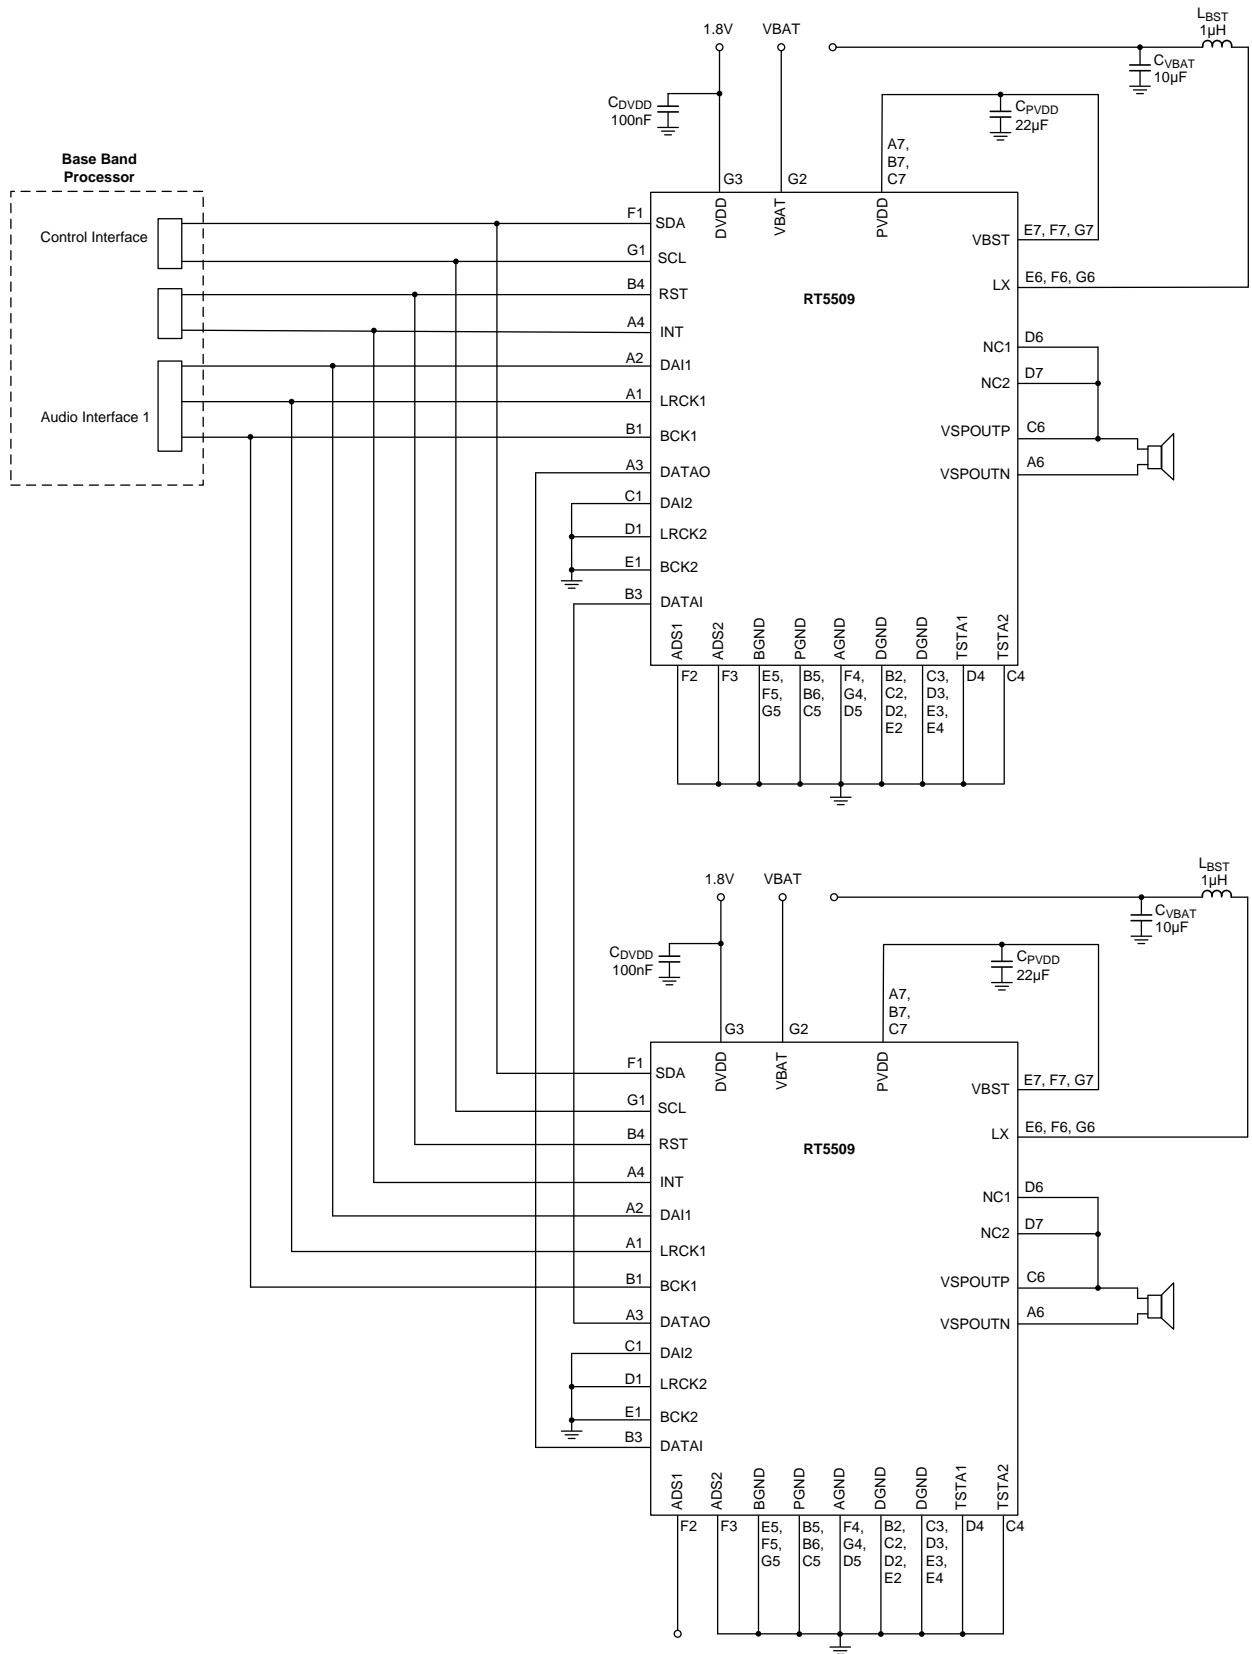 LBST
1µH
1.8V VBAT
CVBAT
10µF
CDVDD
100nF
CPVDD
22µF
A7,
B7,
C7
Base Band
Processor
G3 G2
F1 SDA
DVDD
VBAT
PVDD
Control Interface
VBST E7, F7, G7
G1 SCL
LX E6, F6, G6
B4 RST
RT5509
A4 INT
NC1 D6
A2 DAI1
NC2 D7
A1 LRCK1
Audio Interface 1
B1 BCK1
VSPOUTP C6
A3 DATAO
VSPOUTN A6
C1 DAI2
D1 LRCK2
E1 BCK2
B3 DATAI
ADS1
ADS2
BGND
PGND
AGND
DGND
DGND
TSTA1
TSTA2
F2 F3 E5, B5, F4, B2, C3, D4 C4
F5, B6, G4, C2, D3,
G5 C5 D5 D2, E3,
E2 E4
LBST
1µH
1.8V VBAT
CVBAT
10µF
CDVDD
100nF
CPVDD
22µF
A7,
B7,
C7
G3 G2
F1 SDA
DVDD
VBAT
PVDD
VBST E7, F7, G7
G1 SCL
LX E6, F6, G6
B4 RST
RT5509
A4 INT
NC1 D6
A2 DAI1
NC2 D7
A1 LRCK1
B1 BCK1
VSPOUTP C6
A3 DATAO
VSPOUTN A6
C1 DAI2
D1 LRCK2
E1 BCK2
B3 DATAI
ADS1
ADS2
BGND
PGND
AGND
DGND
DGND
TSTA1
TSTA2
F2 F3 E5, B5, F4, B2, C3, D4 C4
F5, B6, G4, C2, D3,
G5 C5 D5 D2, E3,
E2 E4